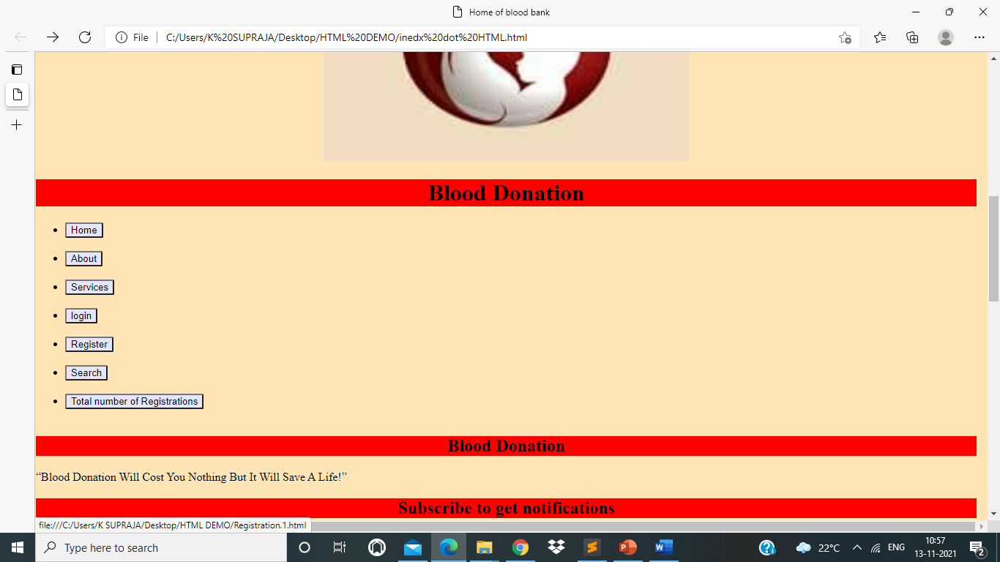 Home of blood bank
File C:/Users/K%20SUPRAJA/Desktop/HTML%20DEMO/inedx%20dot%20HTML.html
Blood Donation
Home
About
Services
login
Register
Search
Total number of Registrations
Blood Donation
“Blood Donation Will Cost You Nothing But It Will Save A Life!”
Subscribe to get notifications
file:///C:/Users/K SUPRAJA/Desktop/HTML DEMO/Registration.1.html
Type here to search
22°C ENG 10:57
13-11-2021 2